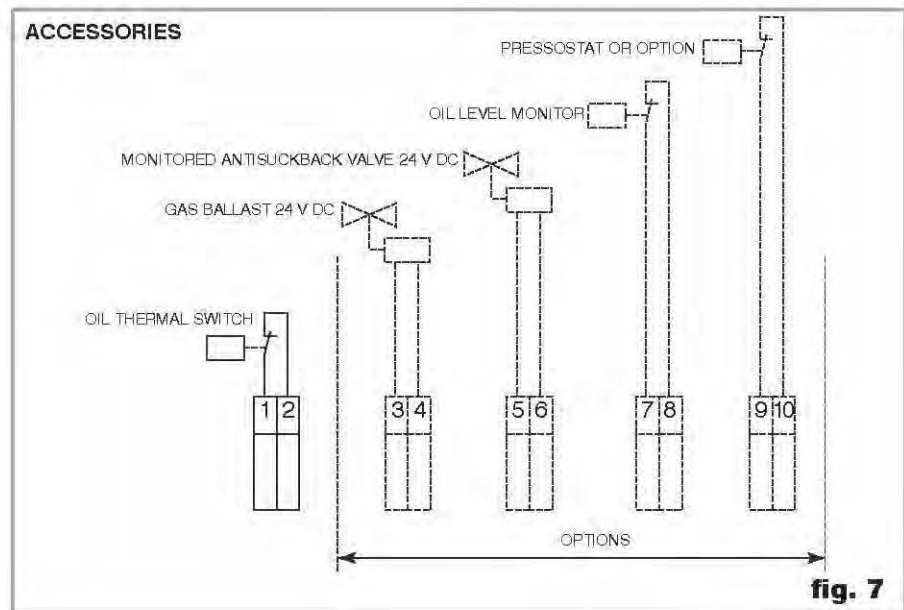 ACCESSORIES
PRESSOSTAT OR OPTION
OIL LEVEL MONITOR
MONITORED ANTISUCKBACK VALVE 24 V DC
GAS BALLAST 24 V DC
OIL THERMAL SWITCH
1 2 3 4 5 6 7 8 9 10
OPTIONS
fig. 7